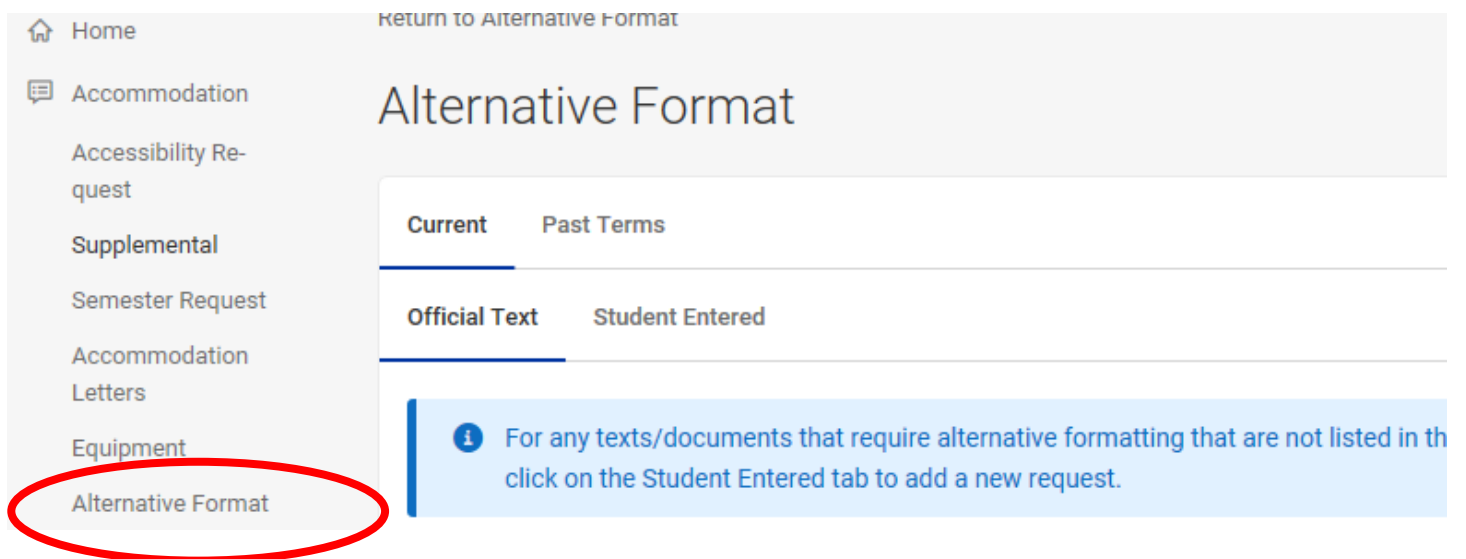 Home
Accommodation
Accessibility Re-
quest
Supplemental
Semester Request
Accommodation
Letters
Equipment
Alternative Format
Return to Alternative Format
Alternative Format
Current Past Terms
Official Text Student Entered
For any texts/documents that require alternative formatting that are not listed in th
click on the Student Entered tab to add a new request.